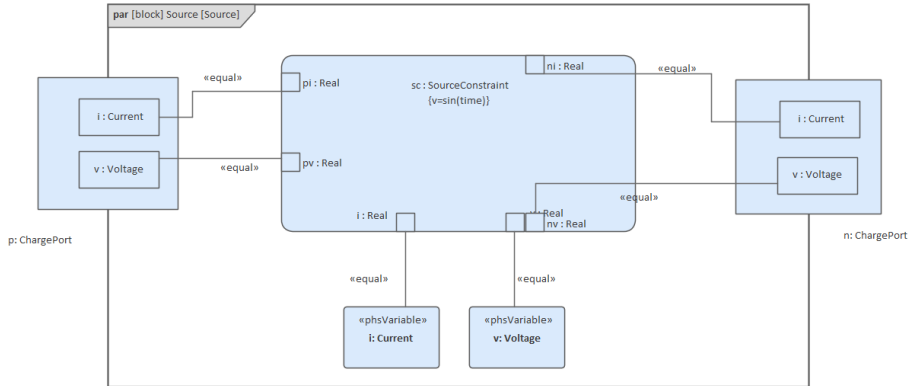 par [block] Source [Source]
«equal»
pi : Real
ni : Real
«equal»
sc : SourceConstraint
{v=sin(time)}
i : Current
i : Current
v : Voltage
«equal»
pv : Real
v : Voltage
«equal»
i : Real
Real
nv : Real
p: ChargePort
n: ChargePort
«equal»
«equal»
«phsVariable»
i: Current
«phsVariable»
v: Voltage